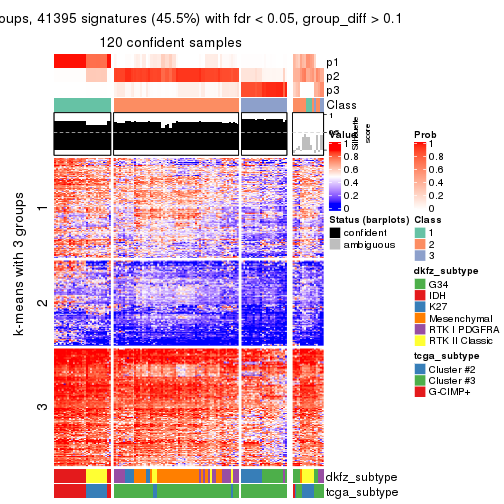 oups, 41395 signatures (45.5%) with fdr < 0.05, group_diff > 0.1
120 confident samples
p1
p2
p3
Class
1
Silhouette
score
k-means with 3 groups
1
2
3
Value
1
0.8
0.6
0.4
0.2
0
Prob
1
0.8
0.6
0.4
0.2
0
Status (barplots)
confident
ambiguous
Class
1
2
3
dkfz_subtype
G34
IDH
K27
Mesenchymal
RTK I PDGFRA
RTK II Classic
tcga_subtype
Cluster #2
Cluster #3
G-CIMP+
dkfz_subtype
tcga_subtype